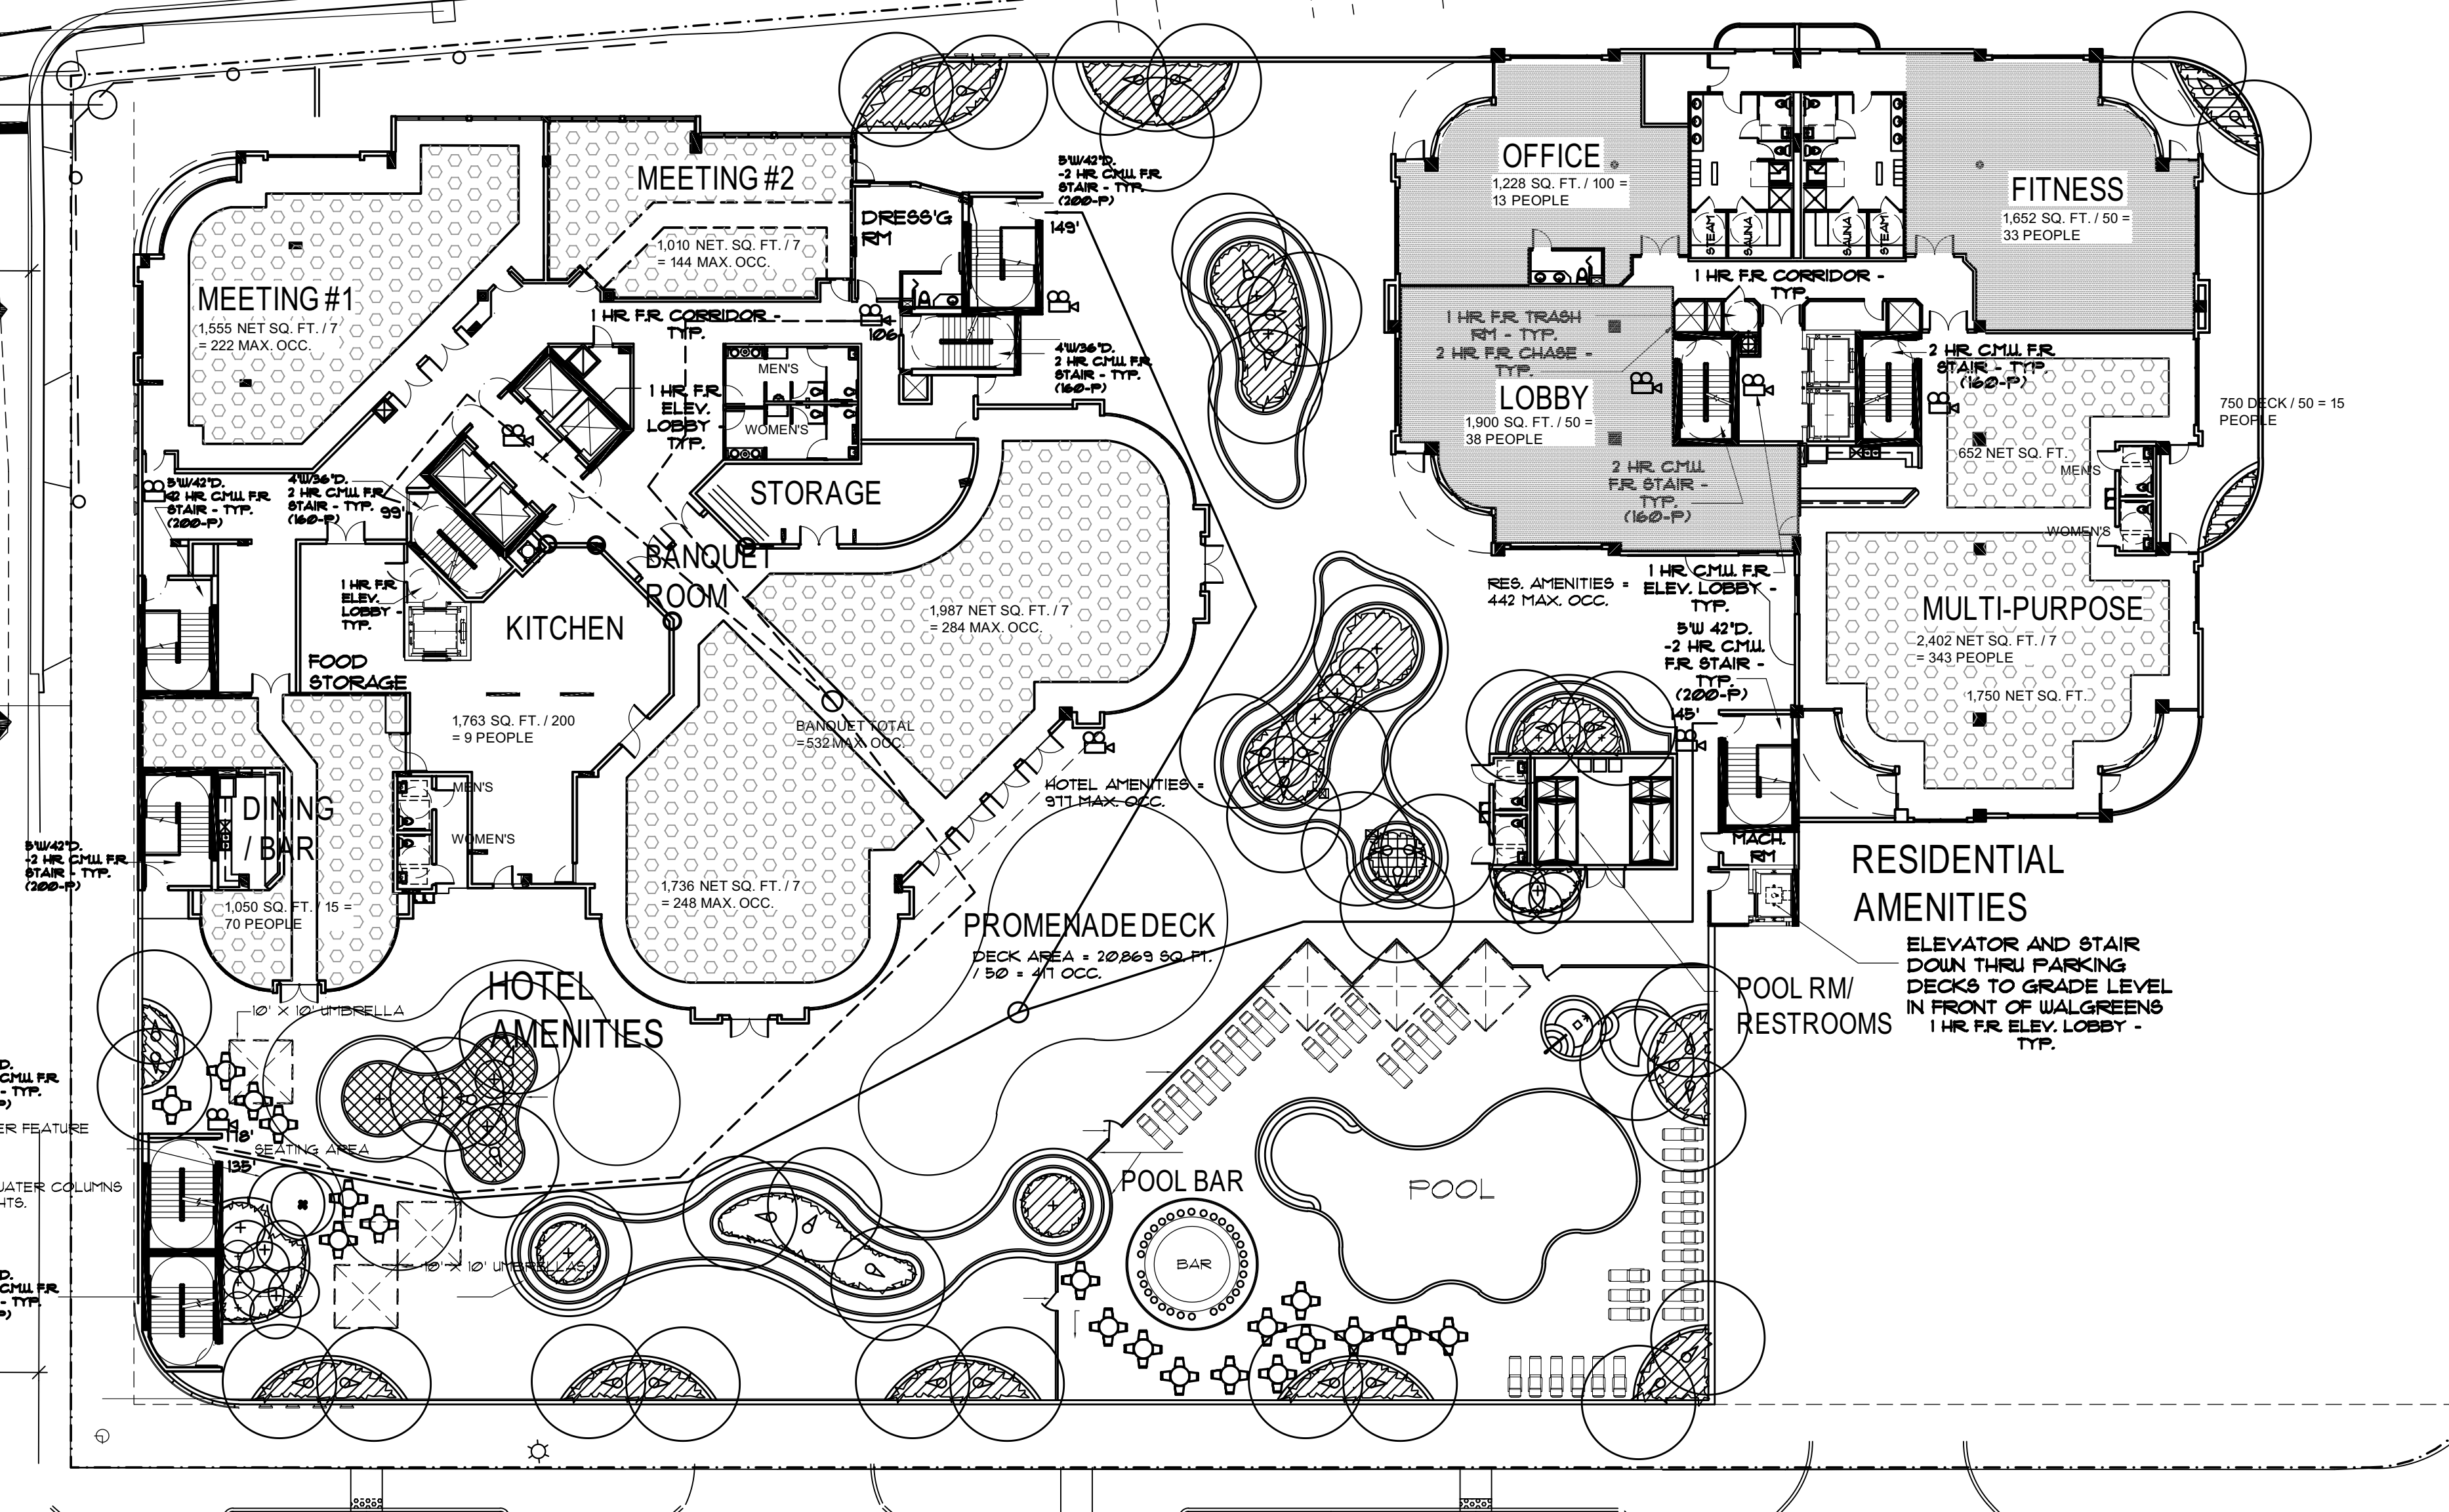 MEETING #1
1,555 NET SQ. FT. / 7
= 222 MAX. OCC.
MEETING #2
1,010 NET. SQ. FT. / 7
= 144 MAX. OCC.
DRESS'G
RM
5'W/42"D.
-2 HR C.M.U. F.R.
STAIR - TYP.
(200-P)
149'
1 HR. F.R. CORRIDOR -
TYP.
106'
4'W/36"D.
2 HR. C.M.U. F.R.
STAIR - TYP.
(160-P)
MEN'S
WOMEN'S
1 HR. F.R.
ELEV.
LOBBY -
TYP.
STORAGE
5'W/42"D.
-2 HR. C.M.U. F.R.
STAIR - TYP.
(200-P)
4'W/36"D.
2 HR. C.M.U. F.R.
STAIR - TYP.
(160-P)
99'
BANQUET
ROOM
1,987 NET SQ. FT. / 7
= 284 MAX. OCC.
1 HR. F.R.
ELEV.
LOBBY -
TYP.
KITCHEN
FOOD
STORAGE
1,763 SQ. FT. / 200
= 9 PEOPLE
BANQUET TOTAL
=532 MAX. OCC.
MEN'S
WOMEN'S
DINING
/ BAR
5'W/42"D.
-2 HR. C.M.U. F.R.
STAIR - TYP.
(200-P)
1,050 SQ. FT. / 15 =
70 PEOPLE
1,736 NET SQ. FT. / 7
= 248 MAX. OCC.
HOTEL AMENITIES =
977 MAX. OCC.
PROMENADE DECK
DECK AREA = 20,869 SQ. FT.
/ 50 = 417 OCC.
HOTEL
AMENITIES
10' X 10' UMBRELLA
118'
SEATING AREA
135'
10' X 10' UMBRELLAS
D.
C.M.U. F.R.
- TYP.
P)
ER FEATURE
WATER COLUMNS
HTS.
D.
C.M.U. F.R.
- TYP.
P)
OFFICE
1,228 SQ. FT. / 100 =
13 PEOPLE
STEAM
SAUNA
SAUNA
STEAM
FITNESS
1,652 SQ. FT. / 50 =
33 PEOPLE
1 HR. F.R. CORRIDOR -
TYP.
1 HR. F.R. TRASH
RM - TYP.
2 HR. F.R. CHASE -
TYP.
LOBBY
1,900 SQ. FT. / 50 =
38 PEOPLE
2 HR. C.M.U.
F.R. STAIR -
TYP.
(160-P)
2 HR. C.M.U. F.R.
STAIR - TYP.
(160-P)
750 DECK / 50 = 15
PEOPLE
652 NET SQ. FT.
MEN'S
WOMEN'S
RES. AMENITIES =
442 MAX. OCC.
1 HR. C.M.U. F.R.
ELEV. LOBBY -
TYP.
5'W 42"D.
-2 HR. C.M.U.
F.R. STAIR -
TYP.
(200-P)
145'
MULTI-PURPOSE
2,402 NET SQ. FT. / 7
= 343 PEOPLE
1,750 NET SQ. FT.
MACH.
RM
RESIDENTIAL
AMENITIES
ELEVATOR AND STAIR
DOWN THRU PARKING
DECKS TO GRADE LEVEL
IN FRONT OF WALGREENS
1 HR. F.R. ELEV. LOBBY -
TYP.
POOL RM/
RESTROOMS
POOL BAR
BAR
POOL